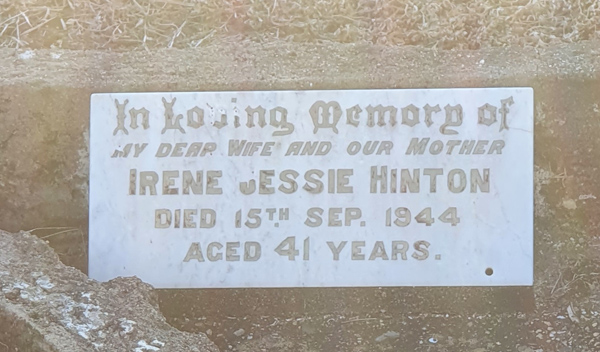 In Loving Memory of
MY DEAR WIFE AND OUR MOTHER
IRENE JESSIE HINTON
DIED 15TH SEP. 1944
AGED 41 YEARS.